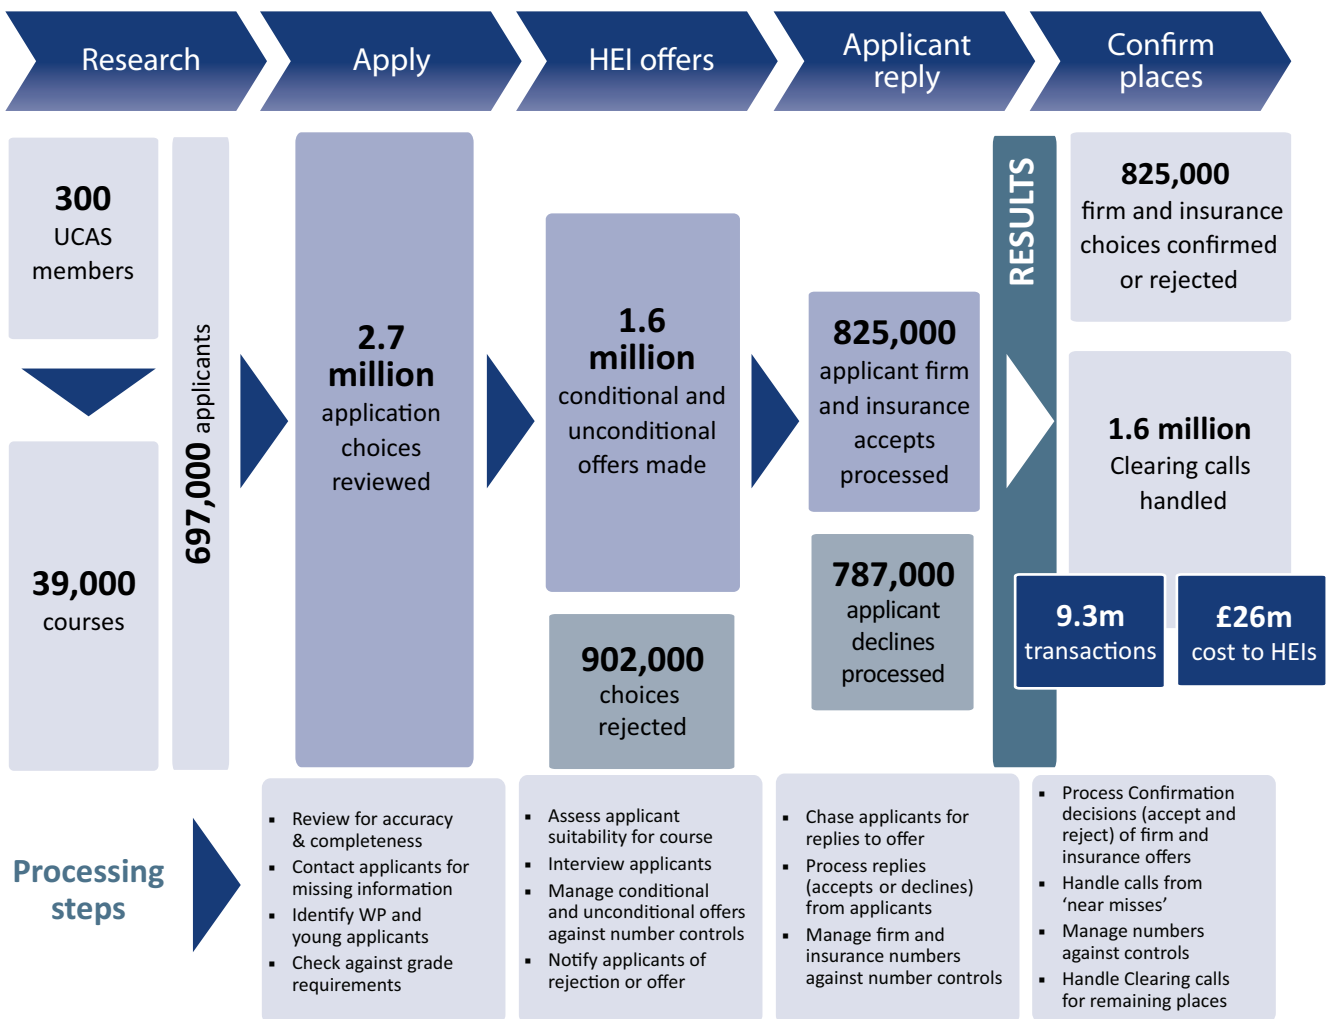 Research
Apply
HEI offers
Applicant
reply
Confirm
places
300
UCAS
members
39,000
courses
697,000 applicants
2.7
million
application
choices
reviewed
1.6
million
conditional and
unconditional
offers made
902,000
choices
rejected
825,000
applicant firm
and insurance
accepts
processed
787,000
applicant
declines
processed
RESULTS
825,000
firm and insurance
choices confirmed
or rejected
1.6 million
Clearing calls
handled
9.3m
transactions
£26m
cost to HEIs
Processing
steps
▪ Review for accuracy
& completeness
▪ Contact applicants for
missing information
▪ Identify WP and
young applicants
▪ Check against grade
requirements
▪ Assess applicant
suitability for course
▪ Interview applicants
▪ Manage conditional
and unconditional offers
against number controls
▪ Notify applicants of
rejection or offer
▪ Chase applicants for
replies to offer
▪ Process replies
(accepts or declines)
from applicants
▪ Manage firm and
insurance numbers
against number controls
▪ Process Confirmation
decisions (accept and
reject) of firm and
insurance offers
▪ Handle calls from
‘near misses’
▪ Manage numbers
against controls
▪ Handle Clearing calls
for remaining places